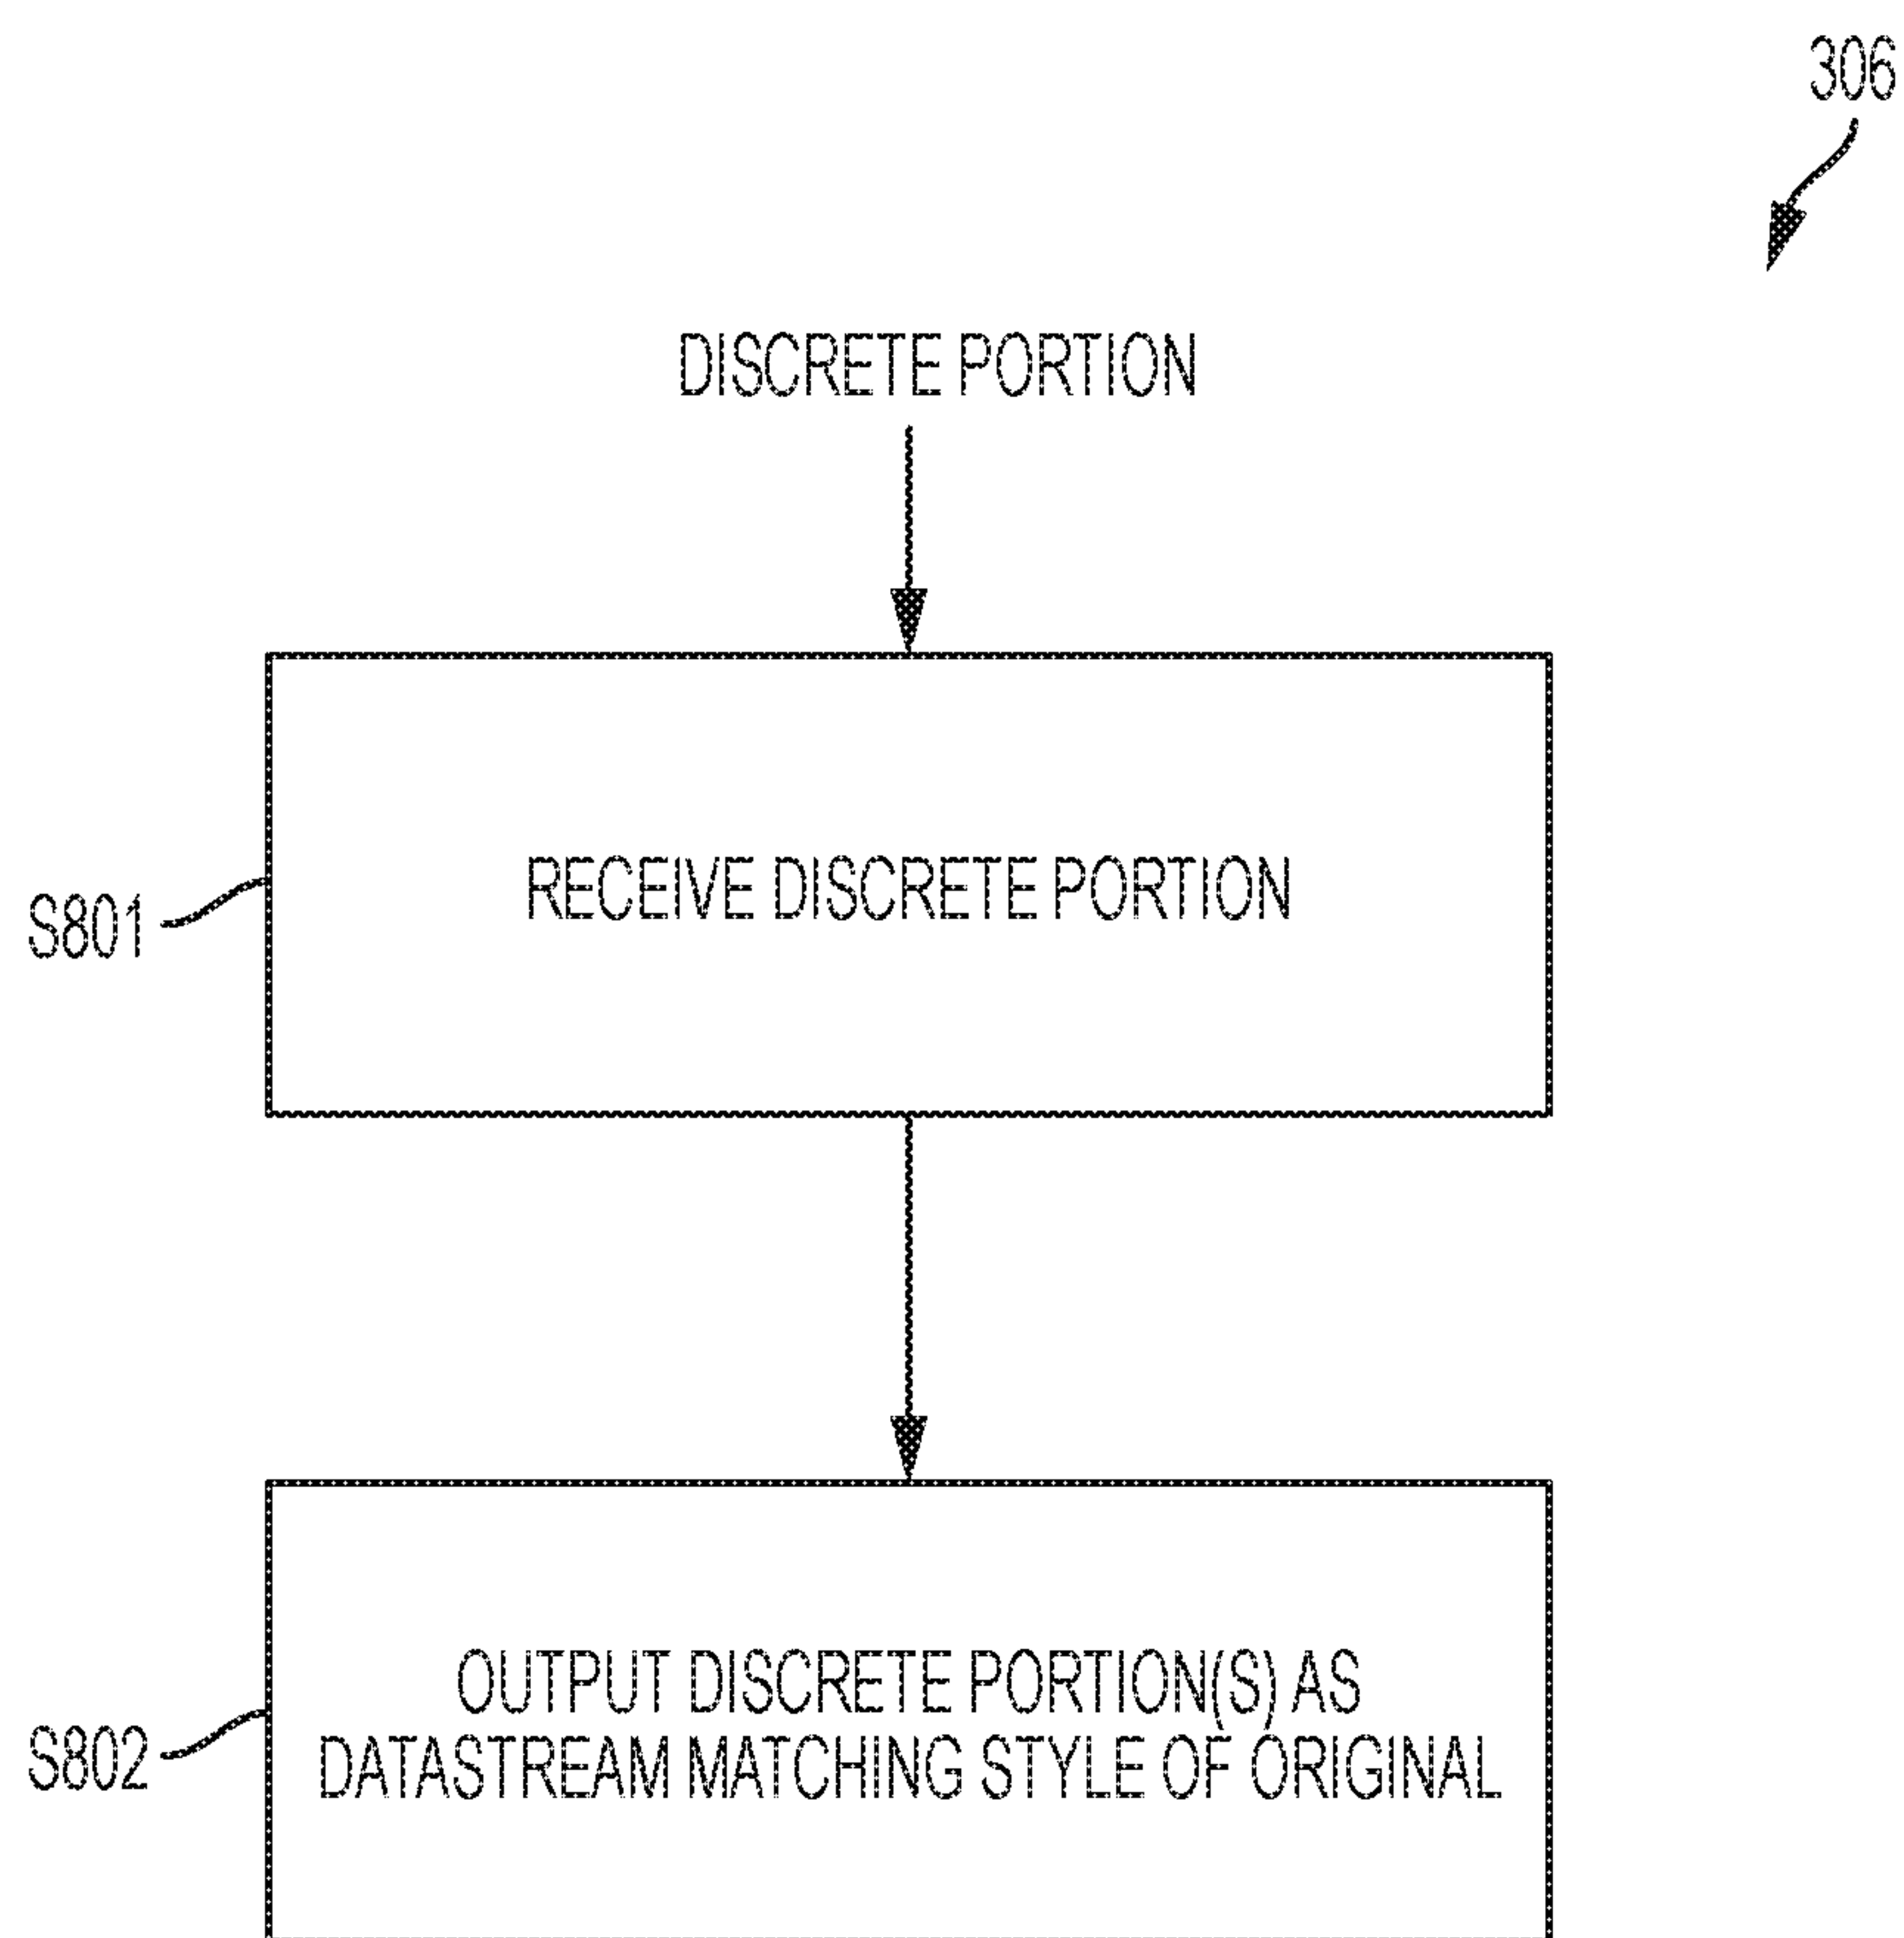 306
DISCRETE PORTION
RECEIVE DISCRETE PORTION
S801
OUTPUT DISCRETE PORTION(S) AS
DATASTREAM MATCHING STYLE OF ORIGINAL
S802